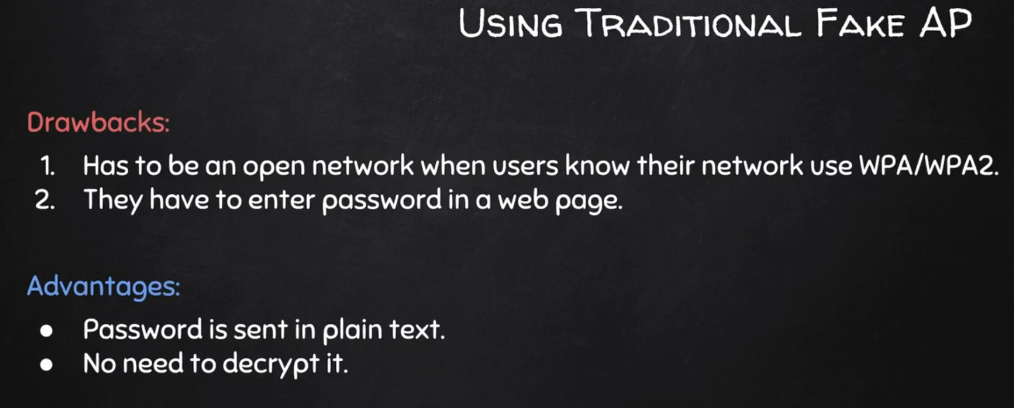 Using Traditional Fake AP
Drawbacks:
1. Has to be an open network when users know their network use WPA/WPA2.
2. They have to enter password in a web page.
Advantages:
● Password is sent in plain text.
● No need to decrypt it.